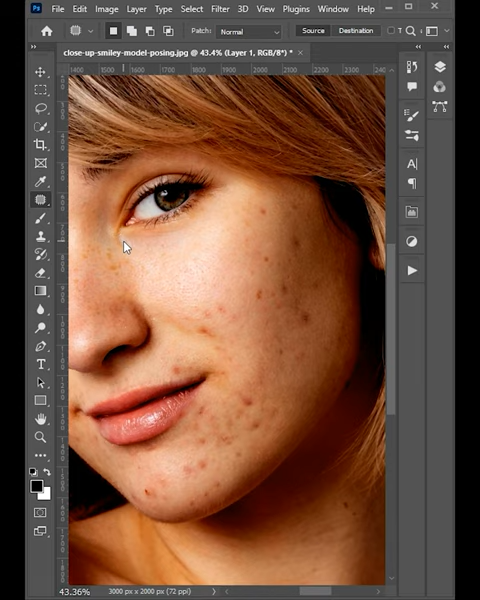 Ps File Edit Image Layer Type Select Filter 3D View Plugins Window Help
Patch: Normal Source Destination T
close-up-smiley-model-posing.jpg @ 43.4% (Layer 1, RGB/8*) *
1400 1500 1600 1700 1800 1900 2000 2100 2200 2300 240
43.36% 3000 px x 2000 px (72 ppi)